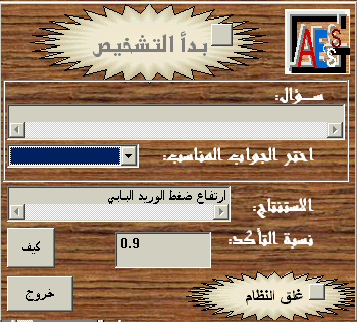 بدأ التشخيص
AEGSS
سؤال:
اختر الجواب المناسب:
الاستنتاج:
ارتفاع ضغط الوريد البابي
نسبة التأكد:
0.9
كيف
خروج
غلق النظام